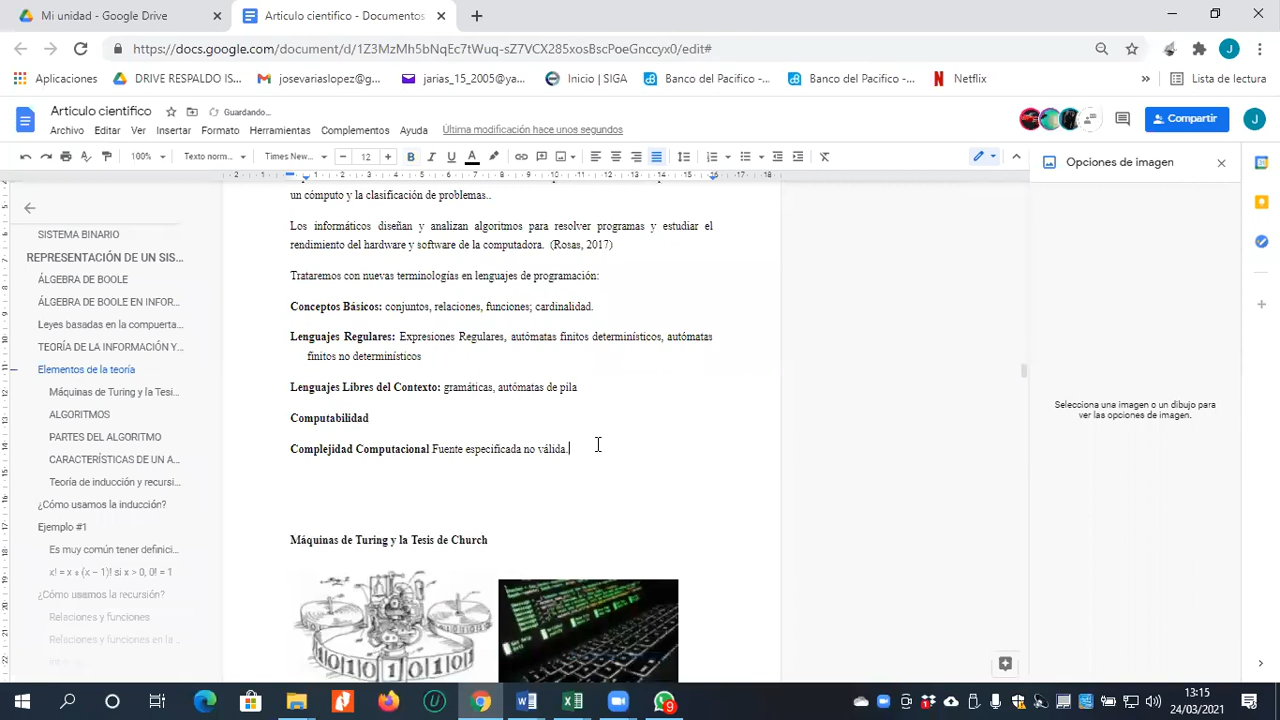 Mi unidad - Google Drive
Articulo cientifico - Documentos
https://docs.google.com/document/d/1Z3MzMh5bNqEc7tWuq-sZ7VCX285xosBscPoeGnccyx0/edit#
Aplicaciones
DRIVE RESPALDO IS...
josevariaslopez@g...
jarias_15_2005@ya...
Inicio | SIGA
Banco del Pacifico -...
Banco del Pacifico -...
Netflix
»
Lista de lectura
Articulo cientifico
Guardando...
Archivo Editar Ver Insertar Formato Herramientas Complementos Ayuda
Última modificación hace unos segundos
Compartir
J
100% Texto norm... Times New... 12
Opciones de imagen
Selecciona una imagen o un dibujo para
ver las opciones de imagen.
SISTEMA BINARIO
REPRESENTACIÓN DE UN SIS...
ÁLGEBRA DE BOOLE
ÁLGEBRA DE BOOLE EN INFOR...
Leyes basadas en la compuerta...
TEORÍA DE LA INFORMACIÓN Y...
Elementos de la teoría
Máquinas de Turing y la Tesi...
ALGORITMOS
PARTES DEL ALGORITMO
CARACTERÍSTICAS DE UN A...
Teoría de inducción y recursi...
¿Cómo usamos la inducción?
Ejemplo #1
Es muy común tener definici...
x! = x ∗ (x − 1)! si x > 0, 0! = 1
¿Cómo usamos la recursión?
Relaciones y funciones
Relaciones y funciones en la ...
un cómputo y la clasificación de problemas..
Los informáticos diseñan y analizan algoritmos para resolver programas y estudiar el
rendimiento del hardware y software de la computadora. (Rosas, 2017)
Trataremos con nuevas terminologías en lenguajes de programación:
Conceptos Básicos: conjuntos, relaciones, funciones; cardinalidad.
Lenguajes Regulares: Expresiones Regulares, autómatas finitos determinísticos, autómatas
finitos no determinísticos
Lenguajes Libres del Contexto: gramáticas, autómatas de pila
Computabilidad
Complejidad Computacional Fuente especificada no válida.
Máquinas de Turing y la Tesis de Church
13:15
24/03/2021